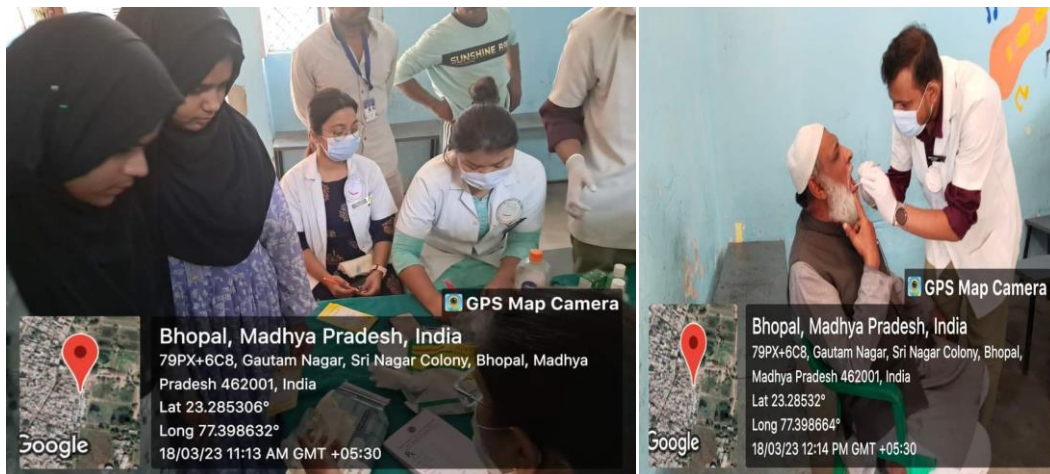 SUNSHINE
GPS Map Camera
Bhopal, Madhya Pradesh, India
79PX+6C8, Gautam Nagar, Sri Nagar Colony, Bhopal, Madhya
Pradesh 462001, India
Lat 23.285306°
Long 77.398632°
18/03/23 11:13 AM GMT +05:30
Google
GPS Map Camera
Bhopal, Madhya Pradesh, India
79PX+6C8, Gautam Nagar, Sri Nagar Colony, Bhopal,
Madhya Pradesh 462001, India
Lat 23.28532°
Long 77.398664°
18/03/23 12:14 PM GMT +05:30
Google